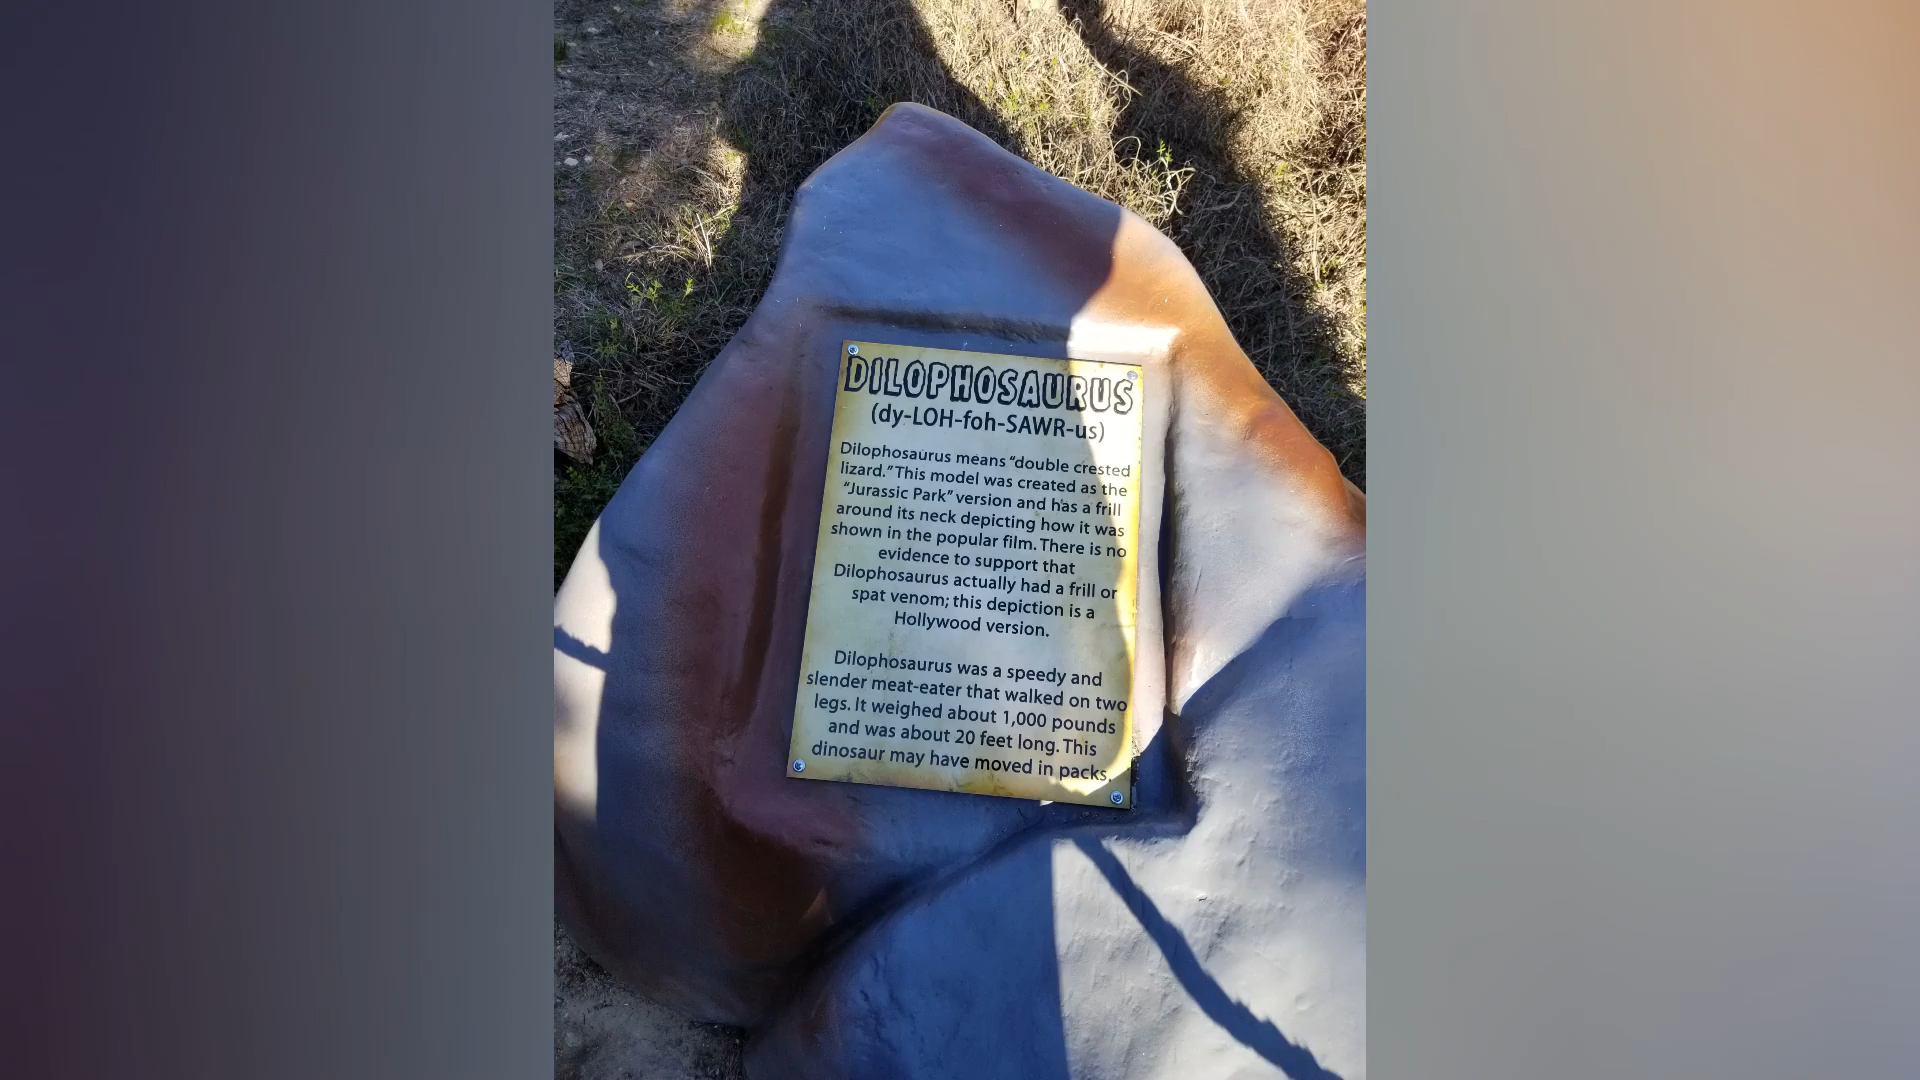 DILOPHOSAURUS
(dy-LOH-foh-SAWR-us)
Dilophosaurus means “double crested
lizard.” This model was created as the
“Jurassic Park” version and has a frill
around its neck depicting how it was
shown in the popular film. There is no
evidence to support that
Dilophosaurus actually had a frill or
spat venom; this depiction is a
Hollywood version.
Dilophosaurus was a speedy and
slender meat-eater that walked on two
legs. It weighed about 1,000 pounds
and was about 20 feet long. This
dinosaur may have moved in packs.